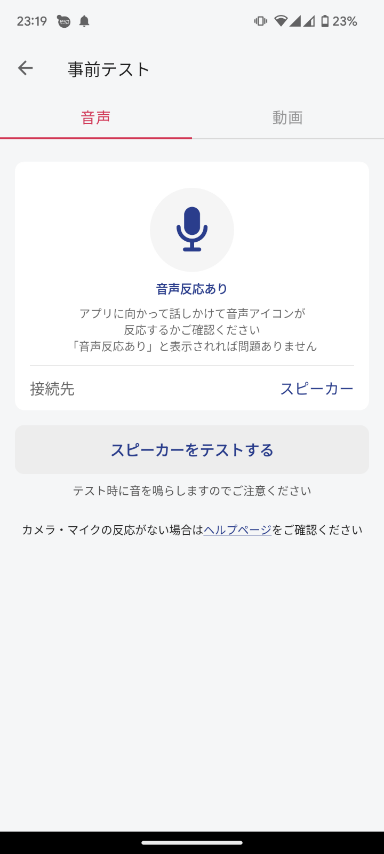 23:19
23%
事前テスト
音声
動画
音声反応あり
アプリに向かって話しかけて音声アイコンが
反応するかご確認ください
「音声反応あり」と表示されれば問題ありません
接続先
スピーカー
スピーカーをテストする
テスト時に音を鳴らしますのでご注意ください
カメラ・マイクの反応がない場合はヘルプページをご確認ください